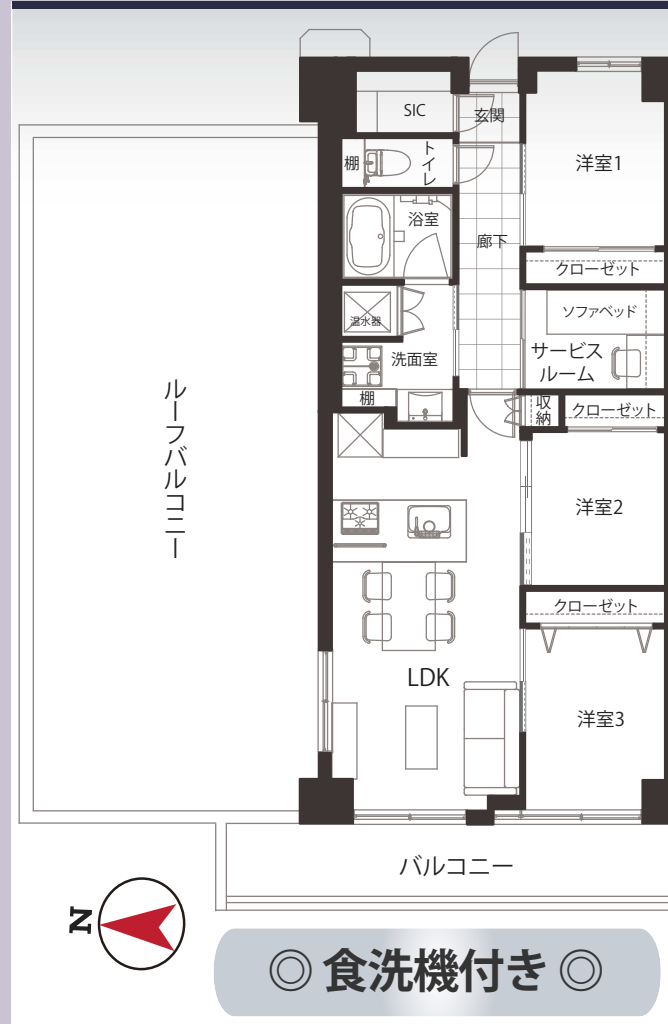 SIC
玄関
棚
トイレ
洋室1
浴室
廊下
クローゼット
温水器
ソファベッド
洗面室
サービス
ルーム
棚
収納
クローゼット
ルーフバルコニー
洋室2
クローゼット
LDK
洋室3
バルコニー
N
◎ 食洗機付き ◎